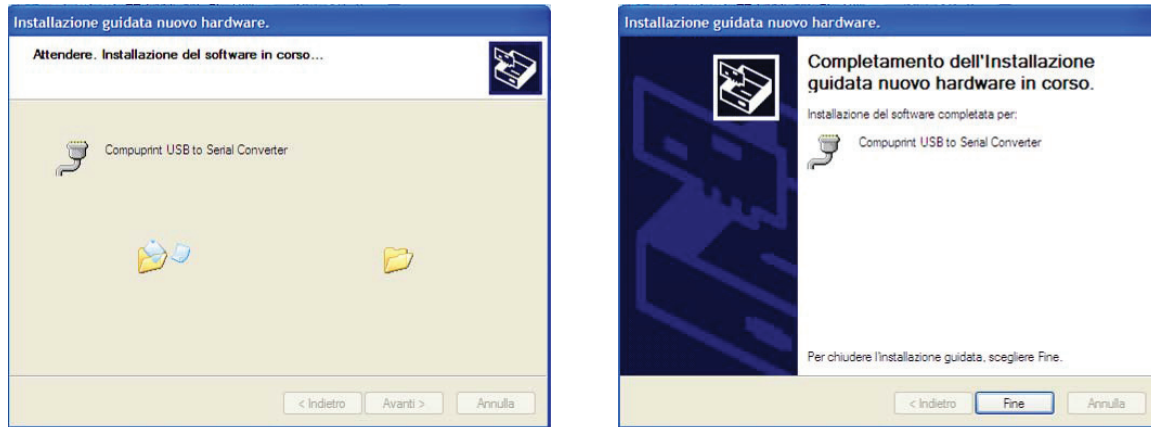 Installazione guidata nuovo hardware.
Attendere. Installazione del software in corso...
Compuprint USB to Serial Converter
< Indietro
Avanti >
Annulla
Installazione guidata nuovo hardware.
Completamento dell'Installazione
guidata nuovo hardware in corso.
Installazione del software completata per:
Compuprint USB to Serial Converter
Per chiudere l'Installazione guidata, scegliere Fine.
< Indietro
Fine
Annulla